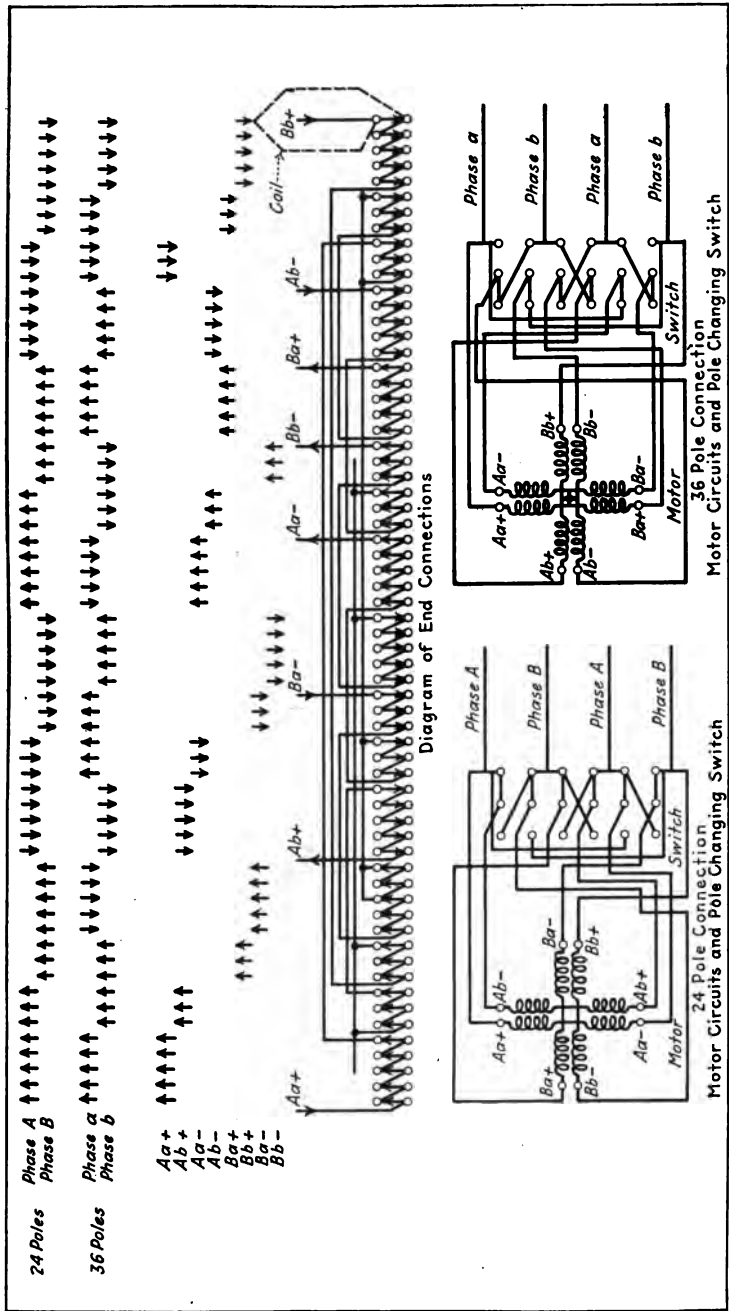 24 Poles Phase A
Phase B
36 Poles Phase a
Phase b
Aa+
Ab+
Aa-
Ab-
Ba+
Bb+
Ba-
Bb-
Aa+
Ab+
Ba-
Aa-
Bb-
Ba+
Ab-
Bb+
Coil
Diagram of End Connections
Ba+
Bb-
Aa+
Ab-
Aa-
Ab+
Ba-
Bb+
Motor
Switch
Phase A
Phase B
Phase A
Phase B
24 Pole Connection
Motor Circuits and Pole Changing Switch
Ab+
Ab-
Aa+
Aa-
Ba+
Ba-
Bb+
Bb-
Motor
Switch
Phase a
Phase b
Phase a
Phase b
36 Pole Connection
Motor Circuits and Pole Changing Switch